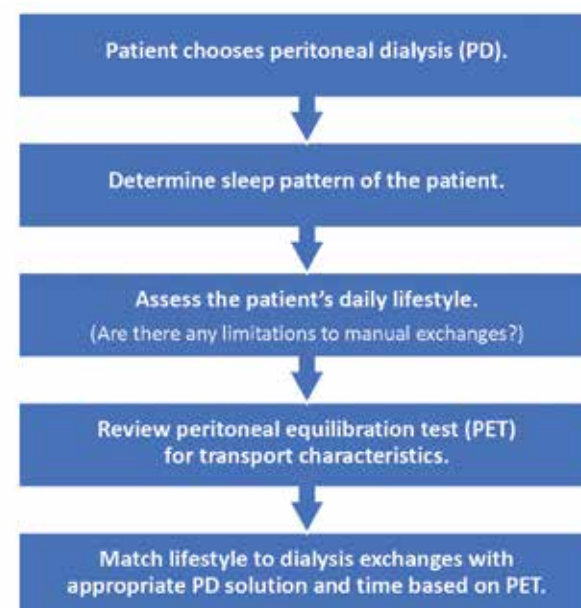 Patient chooses peritoneal dialysis (PD).
Determine sleep pattern of the patient.
Assess the patient's daily lifestyle.
(Are there any limitations to manual exchanges?)
Review peritoneal equilibration test (PET)
for transport characteristics.
Match lifestyle to dialysis exchanges with
appropriate PD solution and time based on PET.